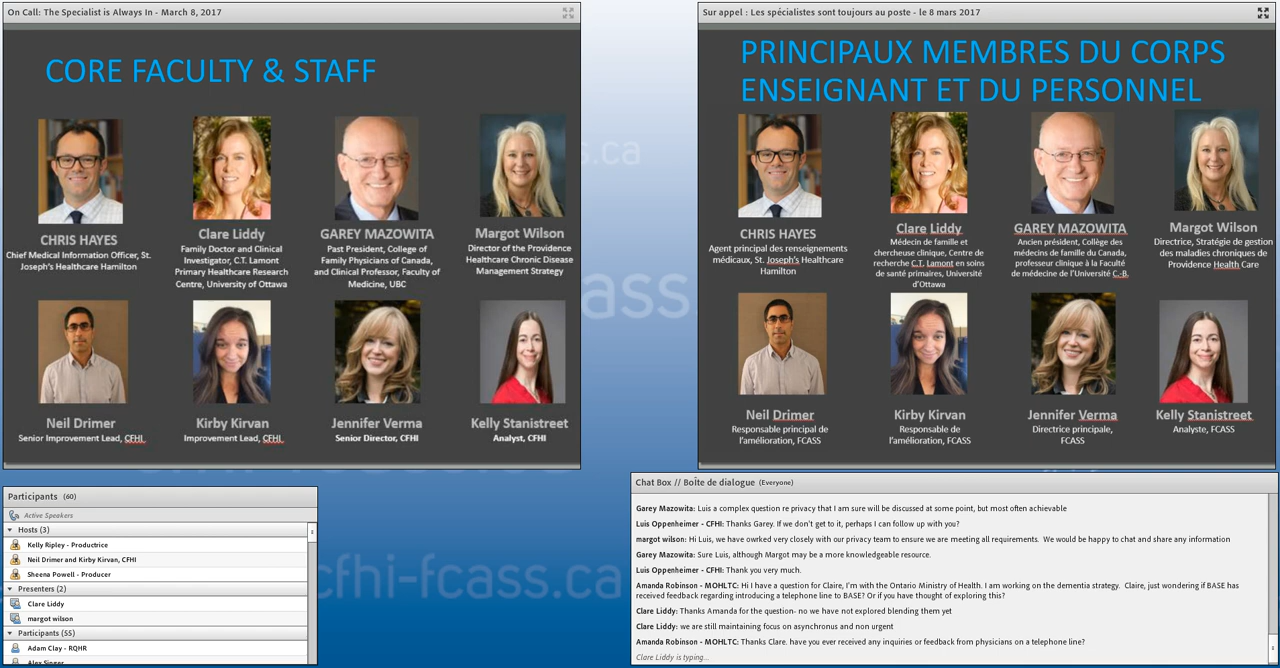 On Call: The Specialist is Always In - March 8, 2017
CORE FACULTY & STAFF
CHRIS HAYES
Chief Medical Information Officer, St.
Joseph's Healthcare Hamilton
Clare Liddy
Family Doctor and Clinical
Investigator, C.T. Lamont
Primary Healthcare Research
Centre, University of Ottawa
GAREY MAZOWITA
Past President, College of
Family Physicians of Canada,
and Clinical Professor, Faculty of
Medicine, UBC
Margot Wilson
Director of the Providence
Healthcare Chronic Disease
Management Strategy
Neil Drimer
Senior Improvement Lead, CFHI
Kirby Kirvan
Improvement Lead, CFHI
Jennifer Verma
Senior Director, CFHI
Kelly Stanistreet
Analyst, CFHI
Sur appel : Les spécialistes sont toujours au poste - le 8 mars 2017
PRINCIPAUX MEMBRES DU CORPS
ENSEIGNANT ET DU PERSONNEL
CHRIS HAYES
Agent principal des renseignements
médicaux, St. Joseph's Healthcare
Hamilton
Clare Liddy
Médecin de famille et
chercheuse clinique, Centre de
recherche C.T. Lamont en soins
de santé primaires, Université
d'Ottawa
GAREY MAZOWITA
Ancien président, Collège des
médecins de famille du Canada,
professeur clinique à la Faculté
de médecine de l'Université C.-B.
Margot Wilson
Directrice, Stratégie de gestion
des maladies chroniques de
Providence Health Care
Neil Drimer
Responsable principal de
l'amélioration, FCASS
Kirby Kirvan
Responsable de
l'amélioration, FCASS
Jennifer Verma
Directrice principale,
FCASS
Kelly Stanistreet
Analyste, FCASS
s.ca
cass.
cfhi-fcass.ca
Participants (60)
Active Speakers
Hosts (3)
Kelly Ripley - Productrice
Neil Drimer and Kirby Kirvan, CFHI
Sheena Powell - Producer
Presenters (2)
Clare Liddy
margot wilson
Participants (55)
Adam Clay - RQHR
Alex Singer
Chat Box // Boîte de dialogue (Everyone)
Garey Mazowita: Luis a complex question re privacy that I am sure will be discussed at some point, but most often achievable
Luis Oppenheimer - CFHI: Thanks Garey. If we don't get to it, perhaps I can follow up with you?
margot wilson: Hi Luis, we have owrked very closely with our privacy team to ensure we are meeting all requirements. We would be happy to chat and share any information
Garey Mazowita: Sure Luis, although Margot may be a more knowledgeable resource.
Luis Oppenheimer - CFHI: Thank you very much.
Amanda Robinson - MOHLTC: Hi I have a question for Claire, I'm with the Ontario Ministry of Health. I am working on the dementia strategy. Claire, just wondering if BASE has
received feedback regarding introducing a telephone line to BASE? Or if you have thought of exploring this?
Clare Liddy: Thanks Amanda for the question- no we have not explored blending them yet
Clare Liddy: we are still maintaining focus on asynchronus and non urgent
Amanda Robinson - MOHLTC: Thanks Clare. have you ever received any inquiries or feedback from physicians on a telephone line?
Clare Liddy is typing...